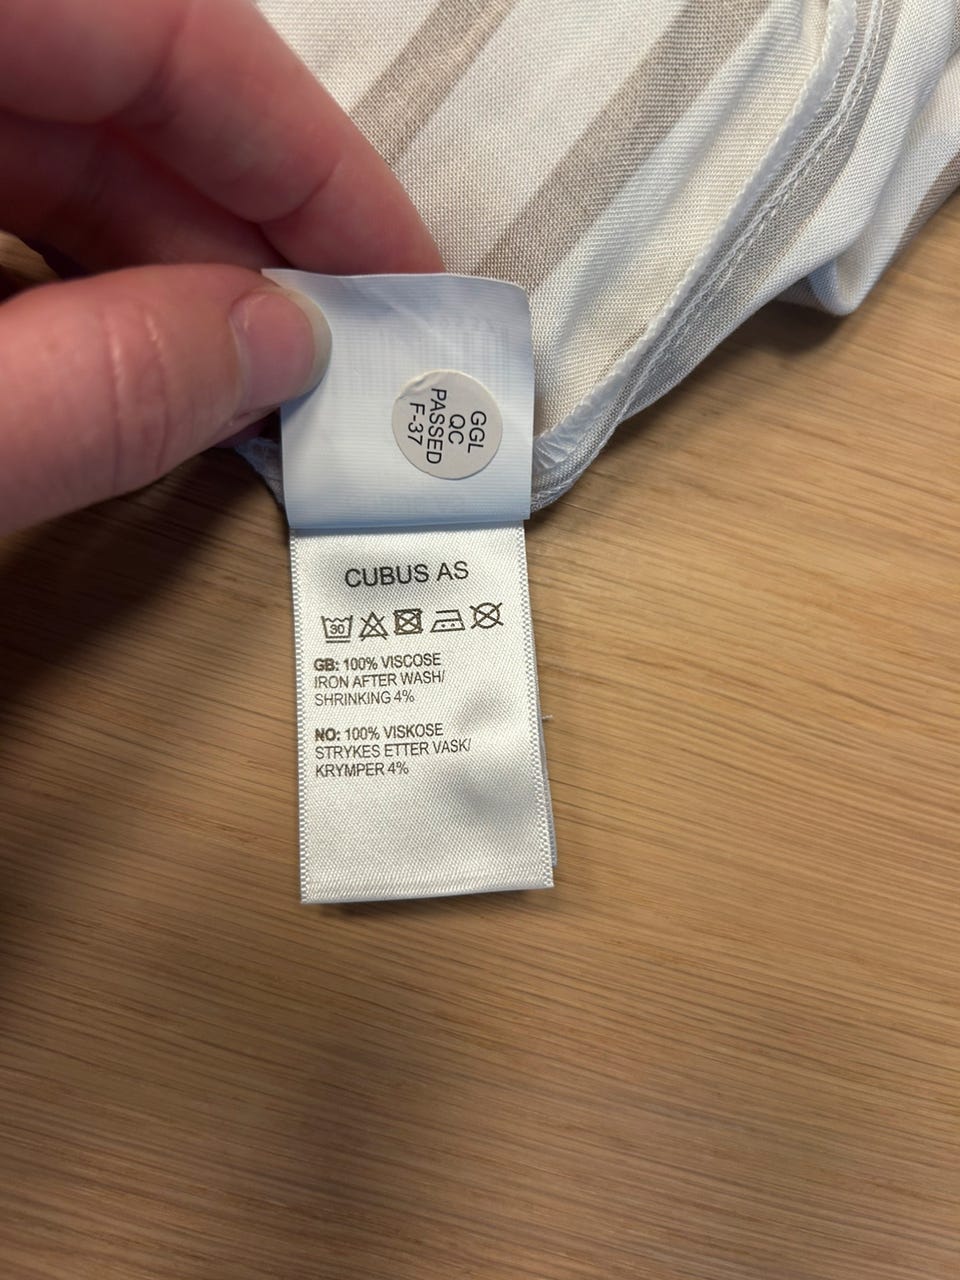 GGL
QC
PASSED
F-37
CUBUS AS
30
GB: 100% VISCOSE
IRON AFTER WASH/
SHRINKING 4%
NO: 100% VISKOSE
STRYKES ETTER VASK/
KRYMPER 4%